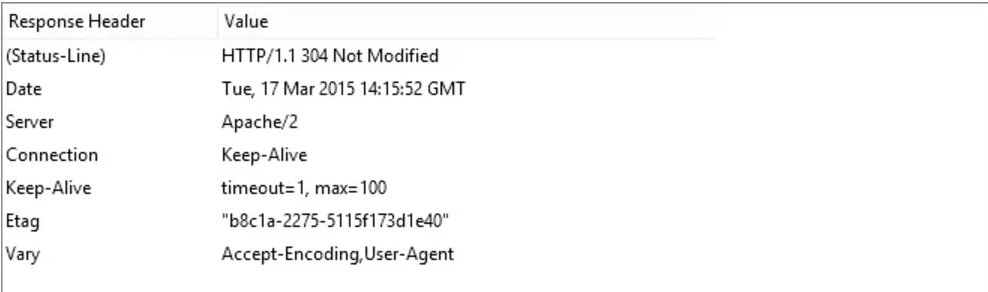 Response Header Value
(Status-Line) HTTP/1.1 304 Not Modified
Date Tue, 17 Mar 2015 14:15:52 GMT
Server Apache/2
Connection Keep-Alive
Keep-Alive timeout=1, max=100
Etag "b8c1a-2275-5115f173d1e40"
Vary Accept-Encoding,User-Agent